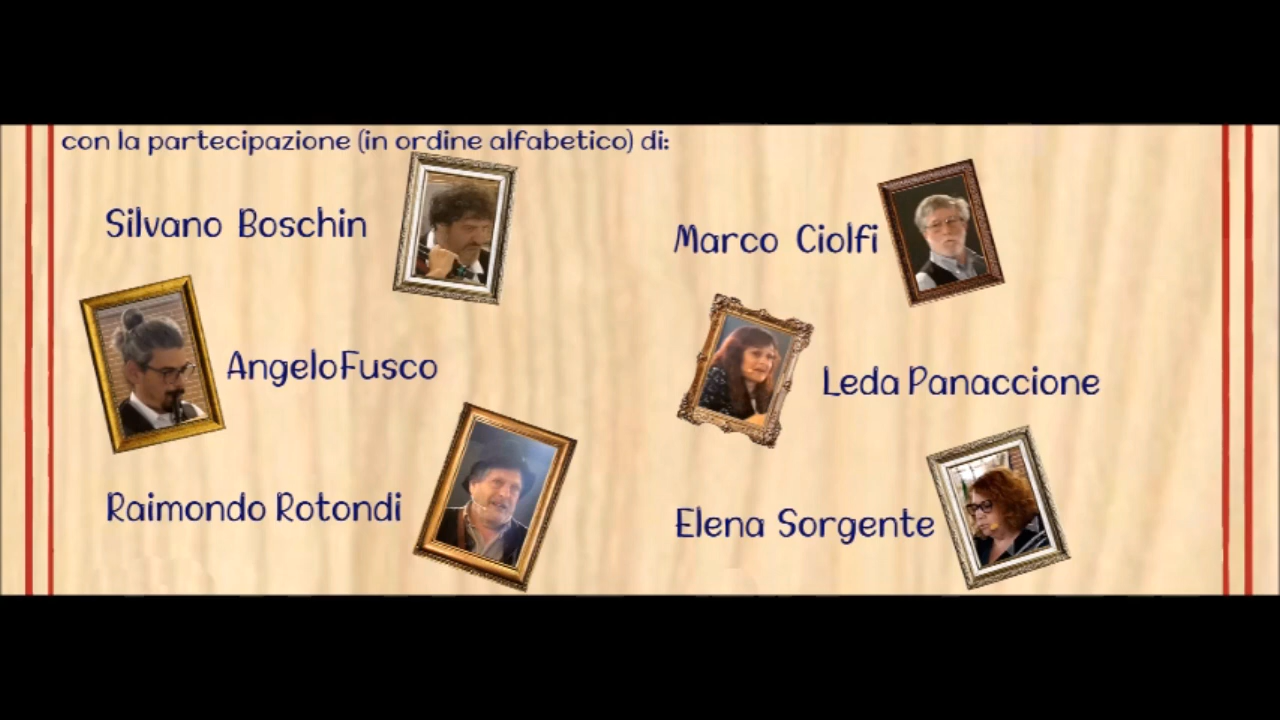 con la partecipazione (in ordine alfabetico) di:
Silvano Boschin
Marco Ciolfi
AngeloFusco
Leda Panaccione
Raimondo Rotondi
Elena Sorgente